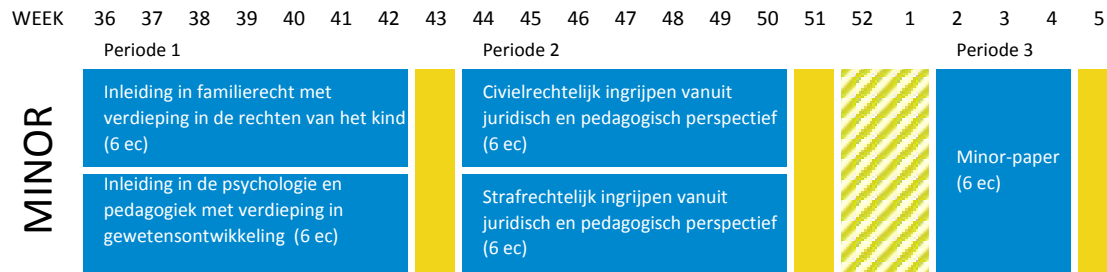 WEEK 36 37 38 39 40 41 42 43 44 45 46 47 48 49 50 51 52 1 2 3 4 5
Periode 1 Periode 2 Periode 3
MINOR
Inleiding in familierecht met
verdieping in de rechten van het kind
(6 ec)
Inleiding in de psychologie en
pedagogiek met verdieping in
gewetensontwikkeling (6 ec)
Civielrechtelijk ingrijpen vanuit
juridisch en pedagogisch perspectief
(6 ec)
Strafrechtelijk ingrijpen vanuit
juridisch en pedagogisch perspectief
(6 ec)
Minor-paper
(6 ec)